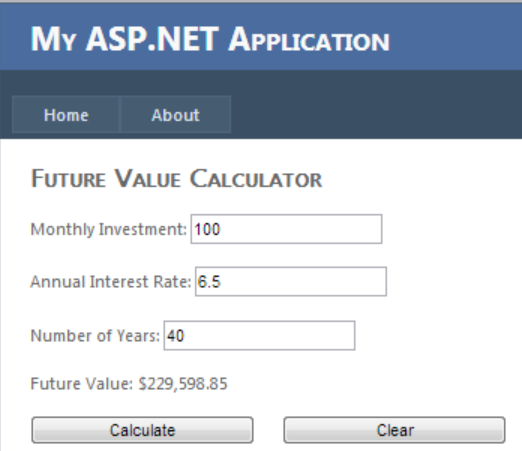 My ASP.NET Application
Home About
Future Value Calculator
Monthly Investment: 100
Annual Interest Rate: 6.5
Number of Years: 40
Future Value: $229,598.85
Calculate Clear